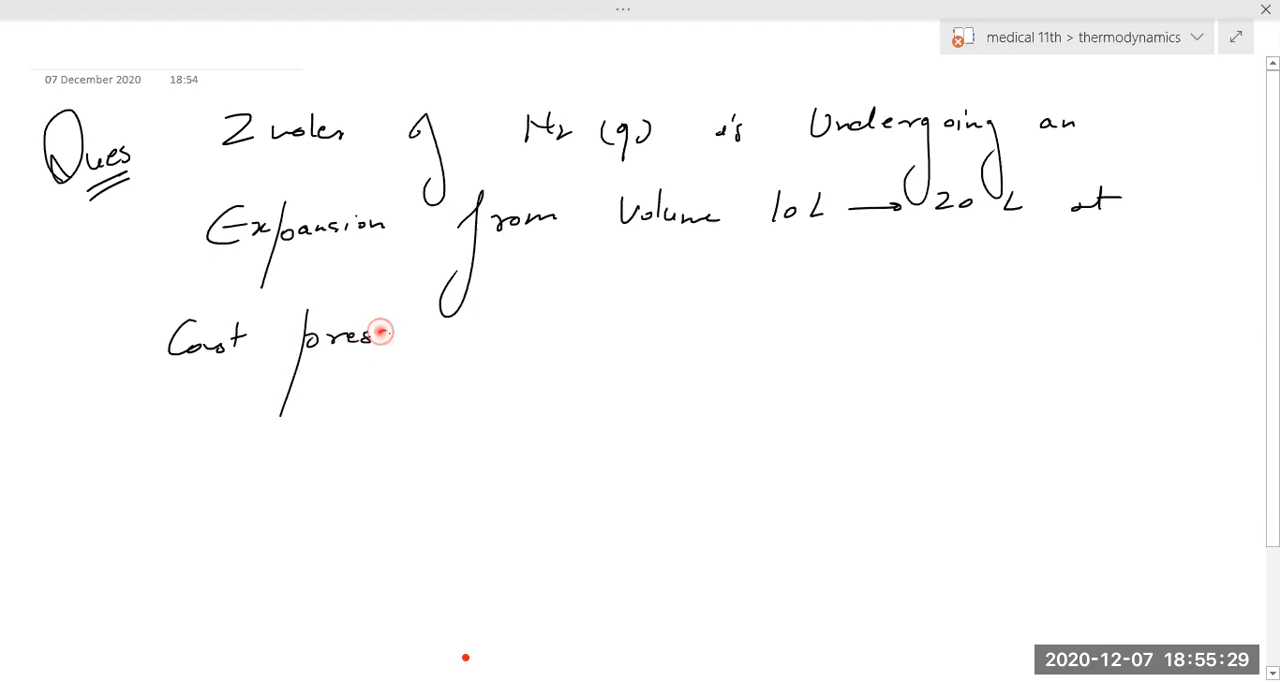 ...
medical 11th > thermodynamics
07 December 2020 18:54
Ques 2 moles of H2 (g) is Undergoing an
Expansion from Volume 10L → 20 L at
Const pres
2020-12-07 18:55:29